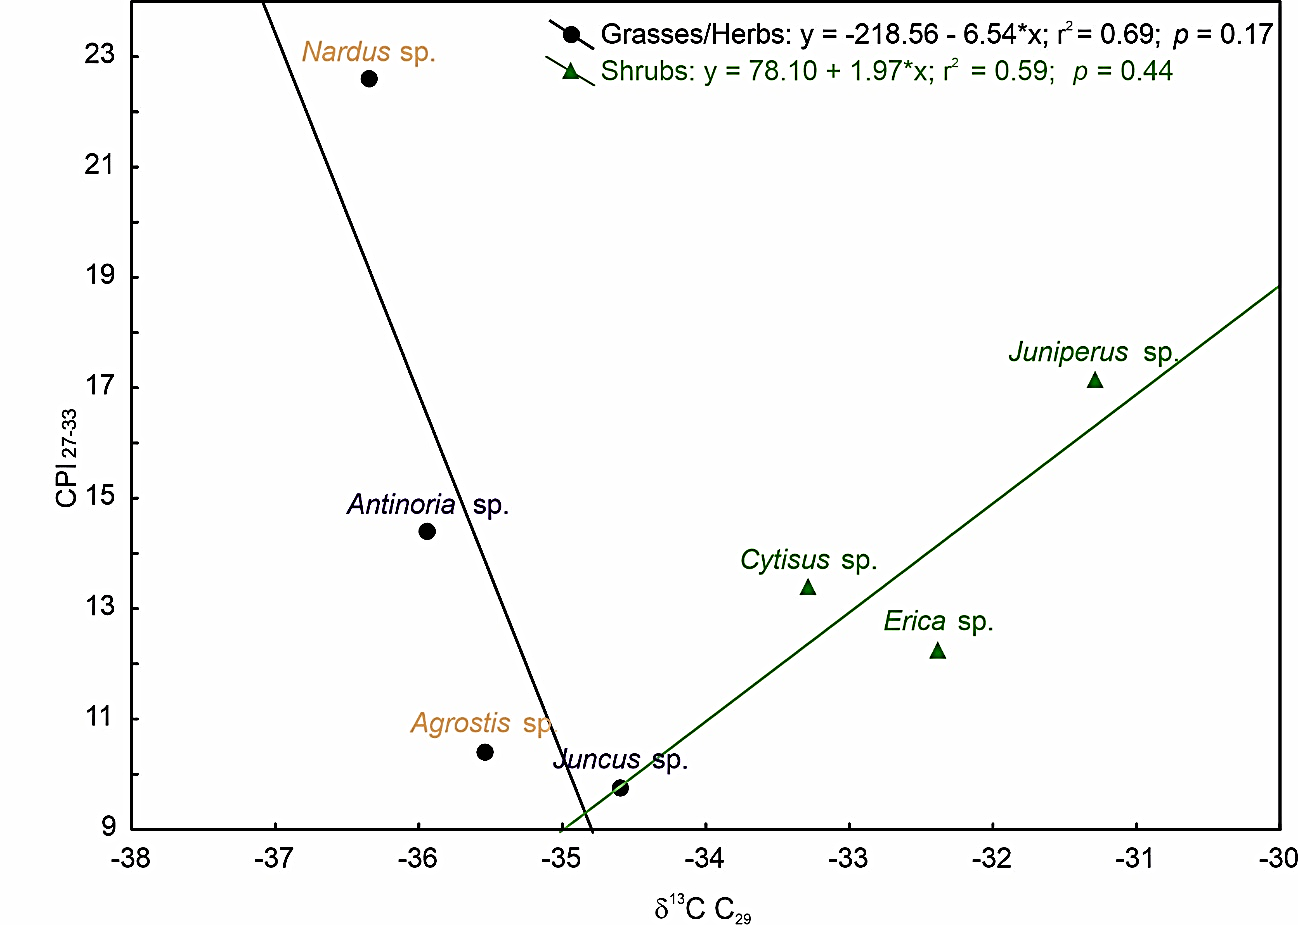 Grasses/Herbs: y = -218.56 - 6.54*x; r² = 0.69; p = 0.17
Shrubs: y = 78.10 + 1.97*x; r² = 0.59; p = 0.44
23
Nardus sp.
21
19
Juniperus sp.
17
CPI 27-33
15
Antinoria sp.
Cytisus sp.
13
Erica sp.
11
Agrostis sp.
Juncus sp.
9
-38 -37 -36 -35 -34 -33 -32 -31 -30
δ¹³C C₂₉